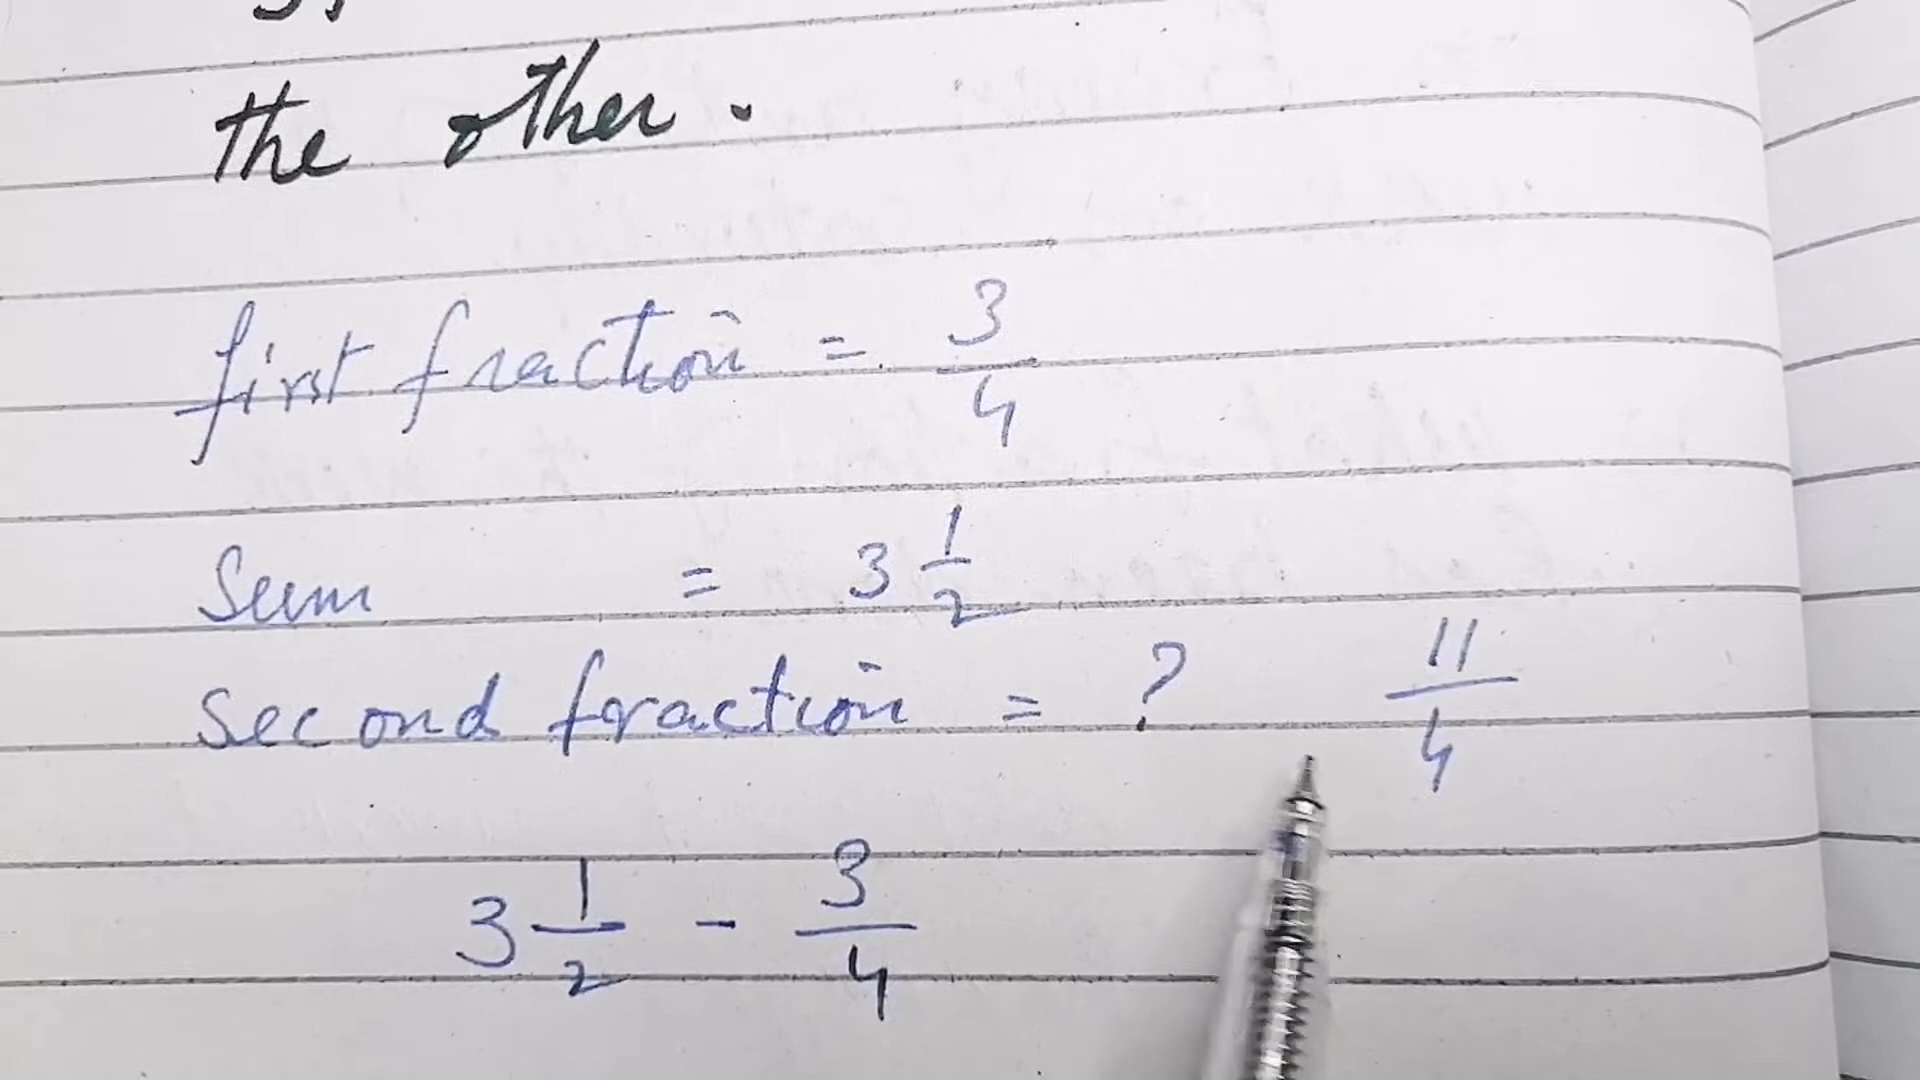 the other.
first fraction = 3/4
Sum = 3 1/2
second fraction = ? 11/4
3 1/2 - 3/4